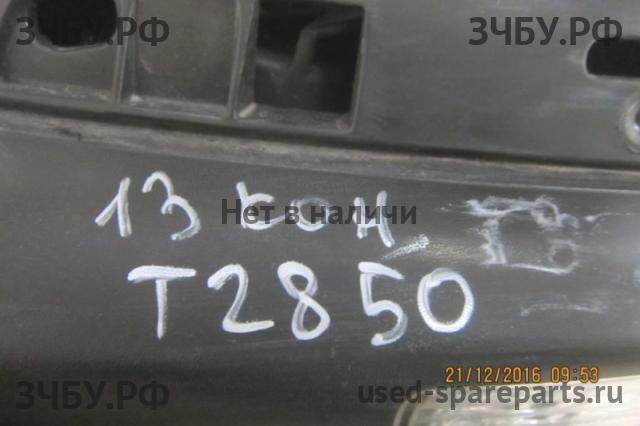 ЗЧБУ.РФ ЗЧБУ.РФ
13 кон
Нет в наличи
Т2850
21/12/2016 09:53
ЗЧБУ.РФ used-spareparts.ru